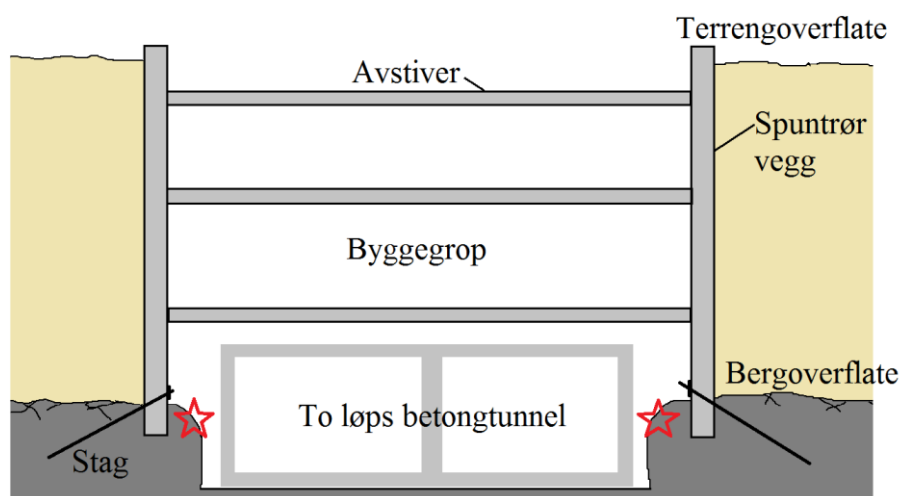 Terrengoverflate
Avstiver
Spuntrør
vegg
Byggegrop
Bergoverflate
To løps betongtunnel
Stag